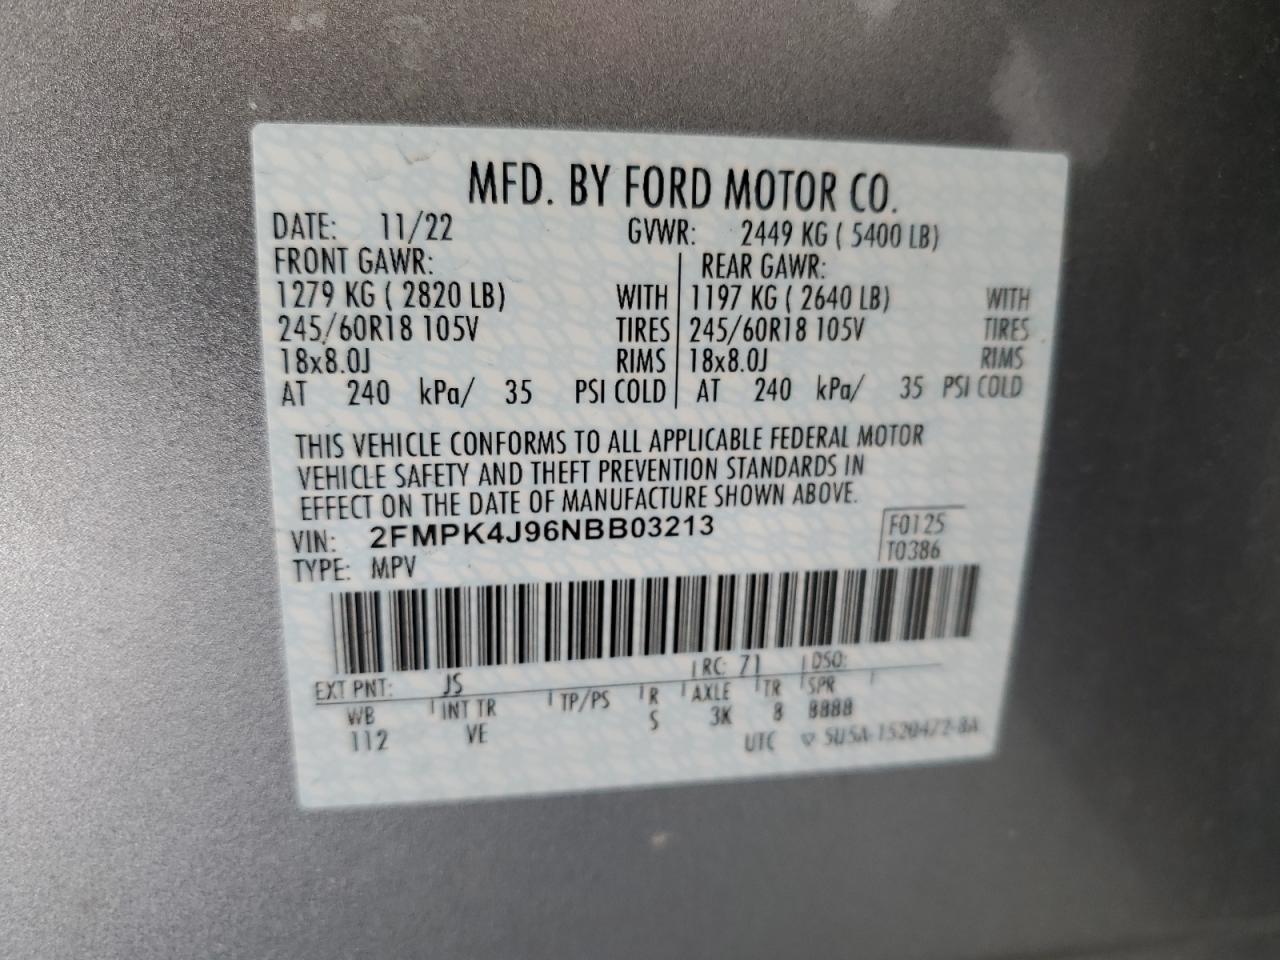 MFD. BY FORD MOTOR CO.
DATE: 11/22 GVWR: 2449 KG ( 5400 LB)
FRONT GAWR: REAR GAWR:
1279 KG ( 2820 LB) WITH 1197 KG ( 2640 LB) WITH
245/60R18 105V TIRES 245/60R18 105V TIRES
18x8.0J RIMS 18x8.0J RIMS
AT 240 kPa/ 35 PSI COLD AT 240 kPa/ 35 PSI COLD
THIS VEHICLE CONFORMS TO ALL APPLICABLE FEDERAL MOTOR
VEHICLE SAFETY AND THEFT PREVENTION STANDARDS IN
EFFECT ON THE DATE OF MANUFACTURE SHOWN ABOVE.
VIN: 2FMPK4J96NBB03213 F0125
TYPE: MPV T0386
EXT PNT: JS RC: 71 DSO:
WB INT TR TP/PS R AXLE TR SPR
112 VE S 3K 8 8888
UTC ▽ 5U5A-1520472-8A